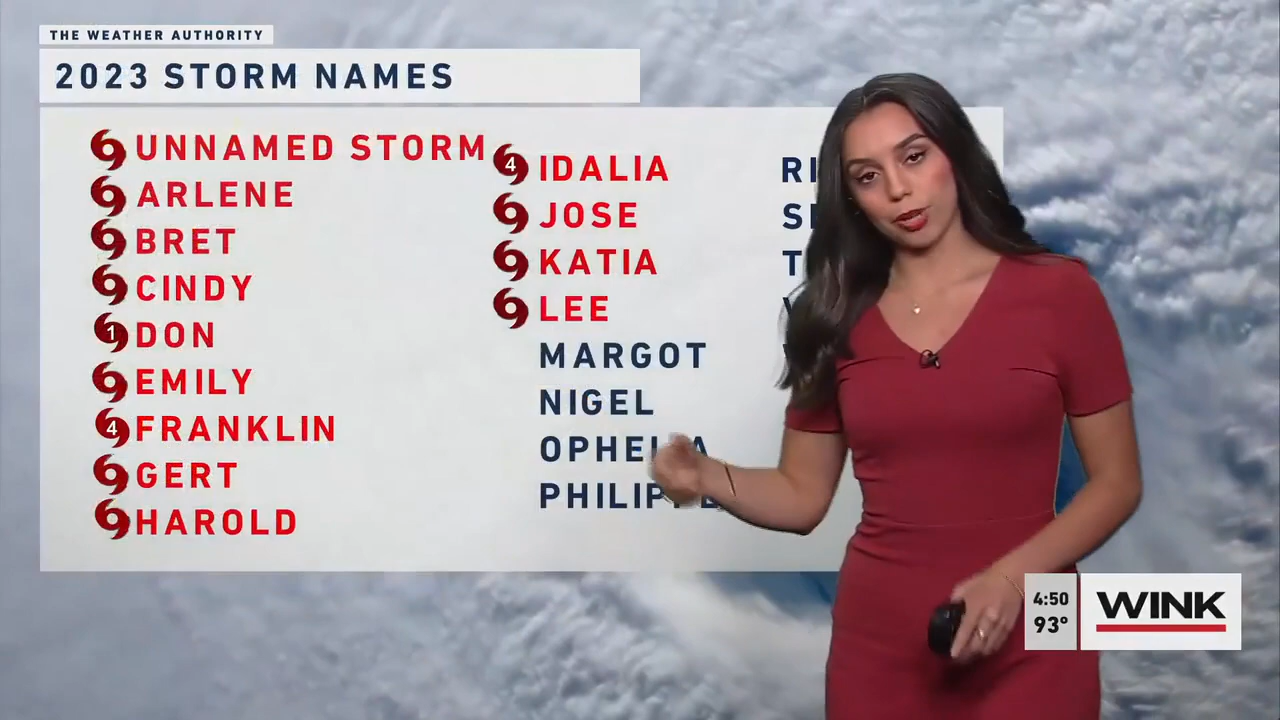 THE WEATHER AUTHORITY
2023 STORM NAMES
UNNAMED STORM
ARLENE
BRET
CINDY
1 DON
EMILY
4 FRANKLIN
GERT
HAROLD
4 IDALIA
JOSE
KATIA
LEE
MARGOT
NIGEL
4:50
93°
WINK